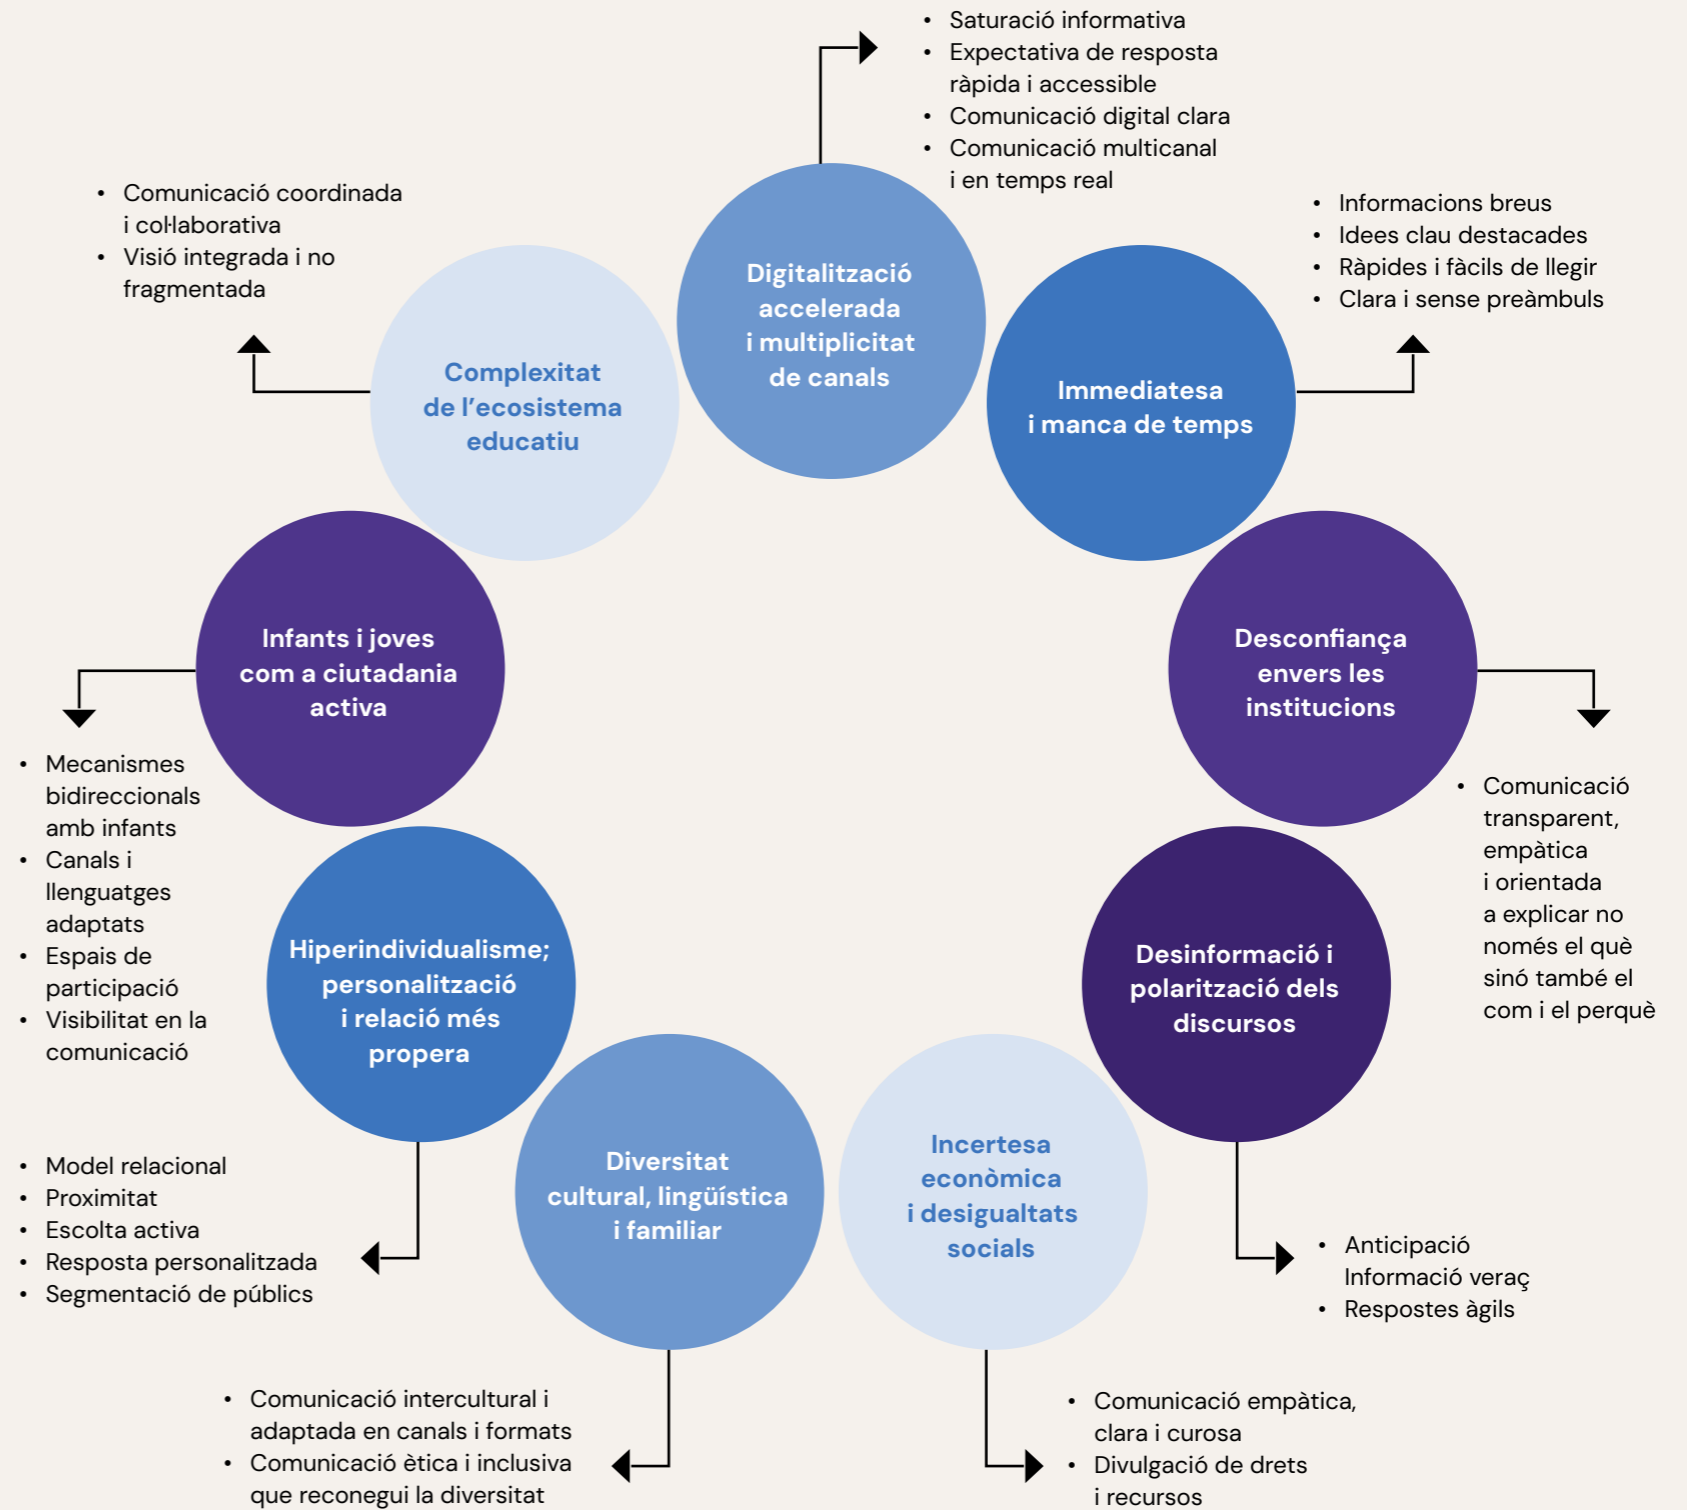 • Saturació informativa
• Expectativa de resposta
ràpida i accessible
• Comunicació digital clara
• Comunicació multicanal
i en temps real
Digitalització
accelerada
i multiplicitat
de canals
• Informacions breus
• Idees clau destacades
• Ràpides i fàcils de llegir
• Clara i sense preàmbuls
Immediatesa
i manca de temps
Desconfiança
envers les
institucions
• Comunicació
transparent,
empàtica
i orientada
a explicar no
només el què
sinó també el
com i el perquè
Desinformació i
polarització dels
discursos
• Anticipació
Informació veraç
• Respostes àgils
Incertesa
econòmica
i desigualtats
socials
• Comunicació empàtica,
clara i curosa
• Divulgació de drets
i recursos
Diversitat
cultural, lingüística
i familiar
• Comunicació intercultural i
adaptada en canals i formats
• Comunicació ètica i inclusiva
que reconegui la diversitat
Hiperindividualisme;
personalització
i relació més
propera
• Model relacional
• Proximitat
• Escolta activa
• Resposta personalitzada
• Segmentació de públics
Infants i joves
com a ciutadania
activa
• Mecanismes
bidireccionals
amb infants
• Canals i
llenguatges
adaptats
• Espais de
participació
• Visibilitat en la
comunicació
Complexitat
de l’ecosistema
educatiu
• Comunicació coordinada
i col·laborativa
• Visió integrada i no
fragmentada